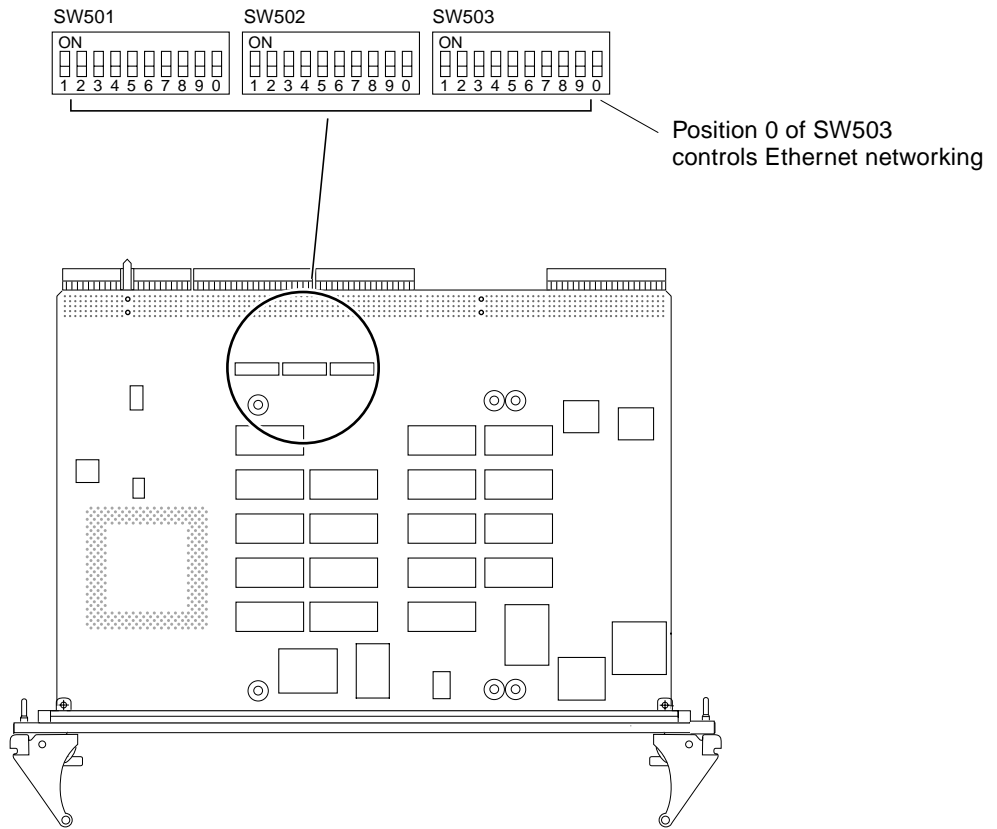 SW501 SW502 SW503
ON ON ON
1 2 3 4 5 6 7 8 9 0 1 2 3 4 5 6 7 8 9 0 1 2 3 4 5 6 7 8 9 0
Position 0 of SW503
controls Ethernet networking